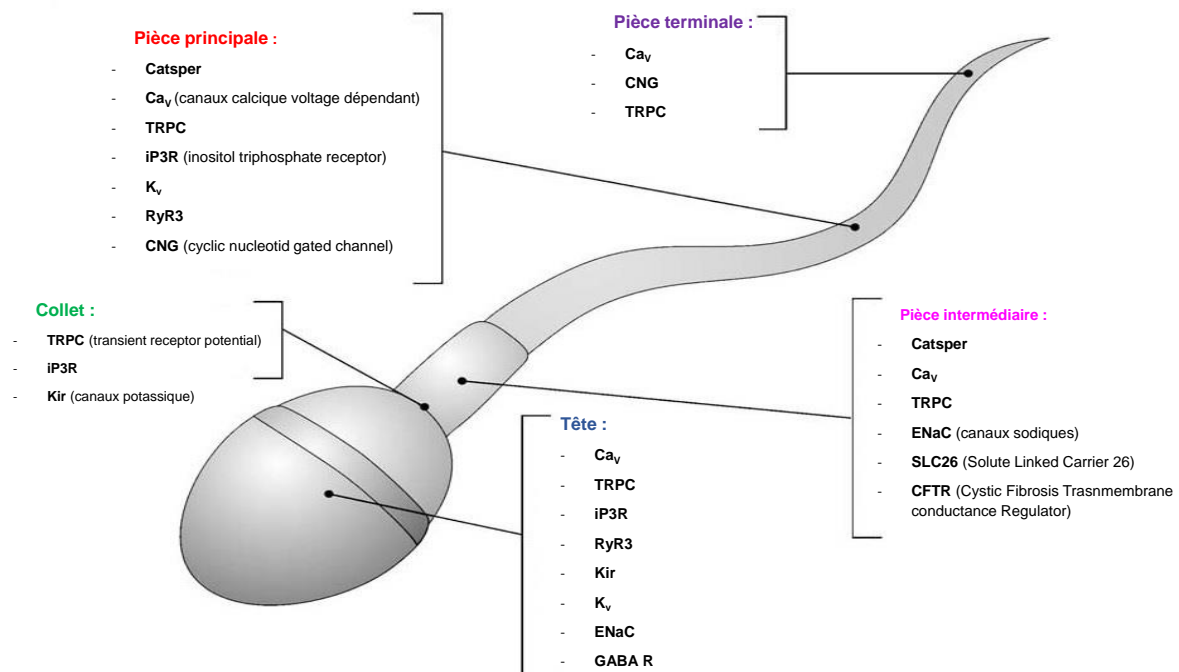 Pièce principale :
- Catsper
- Caᵥ (canaux calcique voltage dépendant)
- TRPC
- iP3R (inositol triphosphate receptor)
- Kᵥ
- RyR3
- CNG (cyclic nucleotid gated channel)
Pièce terminale :
- Caᵥ
- CNG
- TRPC
Collet :
- TRPC (transient receptor potential)
- iP3R
- Kir (canaux potassique)
Pièce intermédiaire :
- Catsper
- Caᵥ
- TRPC
- ENaC (canaux sodiques)
- SLC26 (Solute Linked Carrier 26)
- CFTR (Cystic Fibrosis Trasnmembrane
conductance Regulator)
Tête :
- Caᵥ
- TRPC
- iP3R
- RyR3
- Kir
- Kᵥ
- ENaC
- GABA R